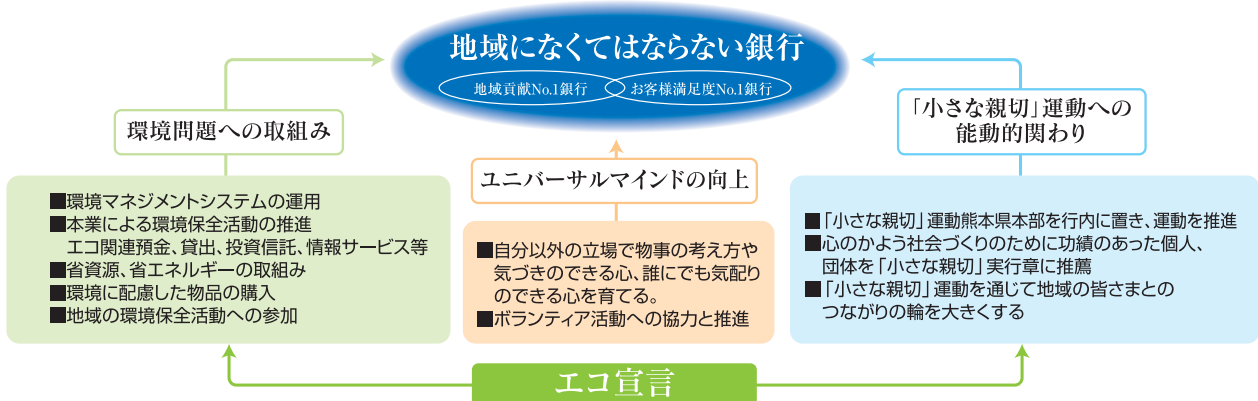 地域になくてはならない銀行
地域貢献No.1銀行
お客様満足度No.1銀行
環境問題への取組み
■環境マネジメントシステムの運用
■本業による環境保全活動の推進
エコ関連預金、貸出、投資信託、情報サービス等
■省資源、省エネルギーの取組み
■環境に配慮した物品の購入
■地域の環境保全活動への参加
ユニバーサルマインドの向上
■自分以外の立場で物事の考え方や
気づきのできる心、誰にでも気配り
のできる心を育てる。
■ボランティア活動への協力と推進
「小さな親切」運動への
能動的関わり
■「小さな親切」運動熊本県本部を行内に置き、運動を推進
■心のかよう社会づくりのために功績のあった個人、
団体を「小さな親切」実行章に推薦
■「小さな親切」運動を通じて地域の皆さまとの
つながりの輪を大きくする
エコ宣言